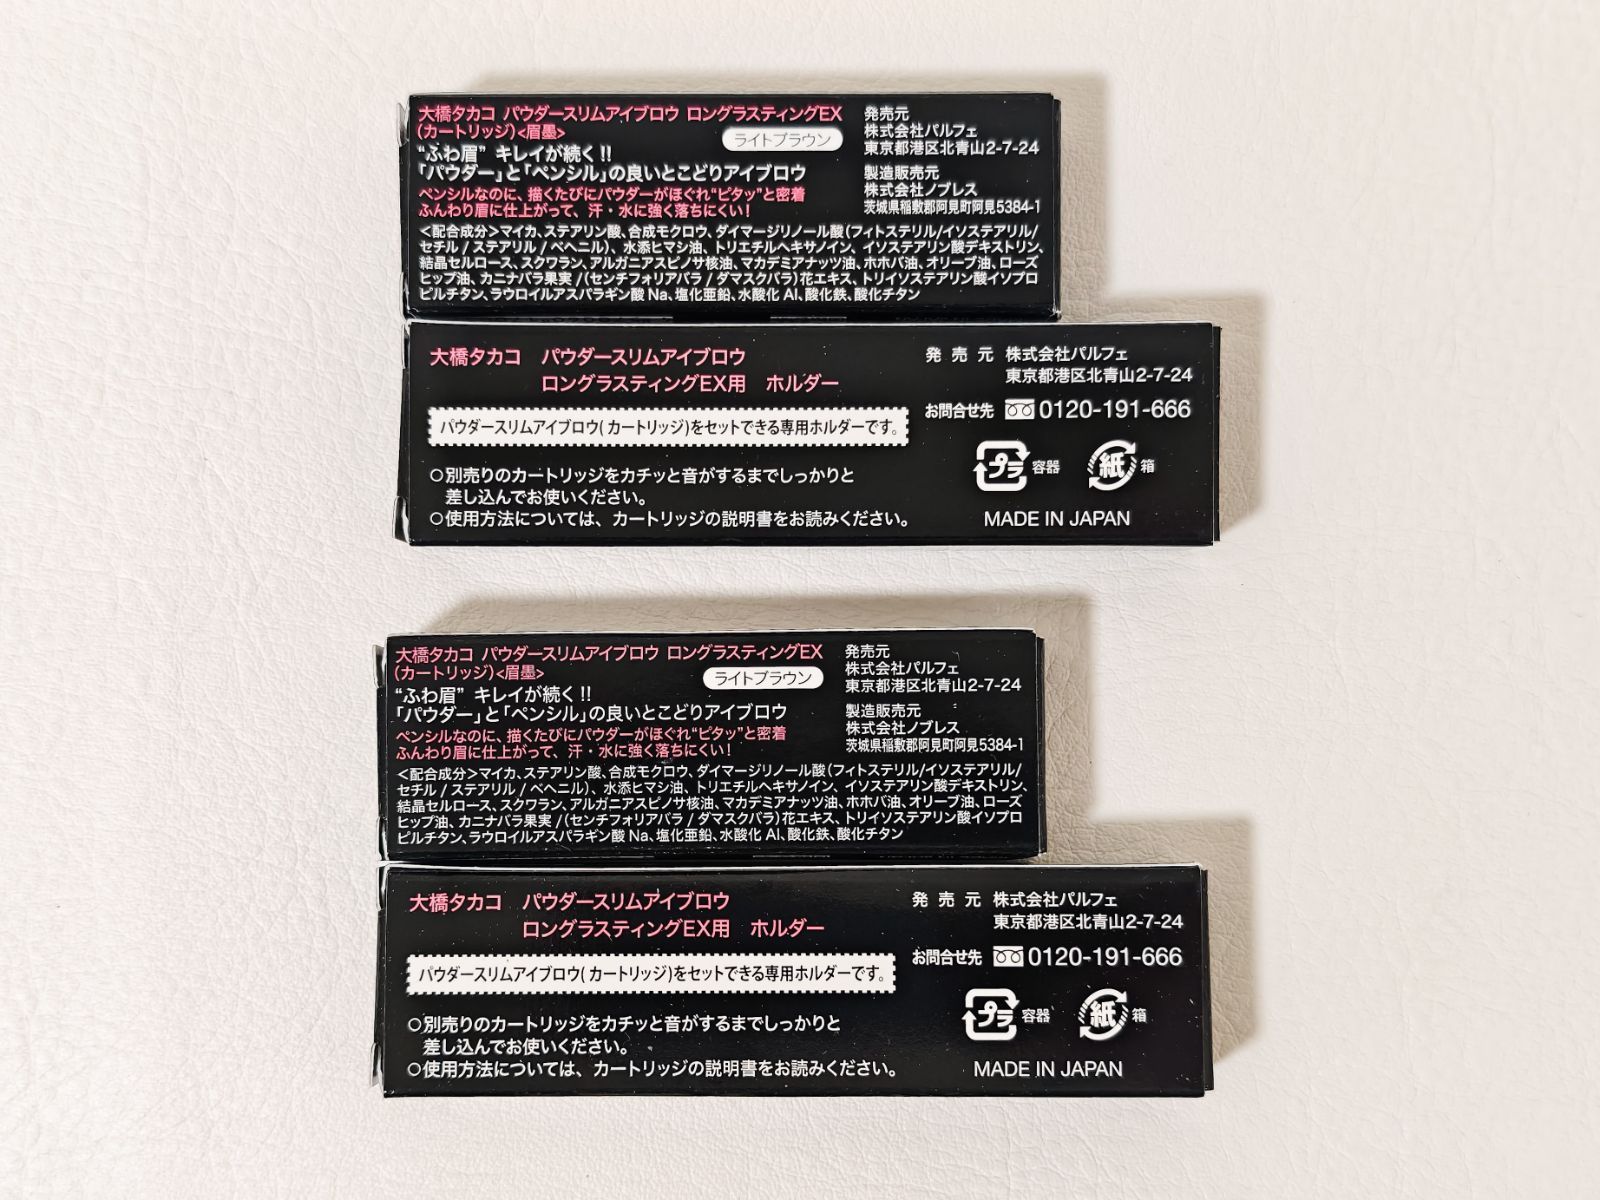 大橋タカコ パウダースリムアイブロウ ロングラスティングEX
(カートリッジ)<眉墨>
ライトブラウン
“ふわ眉” キレイが続く!!
「パウダー」と「ペンシル」の良いとこどりアイブロウ
ペンシルなのに、描くたびにパウダーがほぐれ“ピタッ”と密着
ふんわり眉に仕上がって、汗・水に強く落ちにくい!
<配合成分>マイカ、ステアリン酸、合成モクロウ、ダイマージリノール酸(フィトステリル/イソステアリル/
セチル/ステアリル/ベヘニル)、水添ヒマシ油、トリエチルヘキサノイン、イソステアリン酸デキストリン、
結晶セルロース、スクワラン、アルガニアスピノサ核油、マカデミアナッツ油、ホホバ油、オリーブ油、ローズ
ヒップ油、カニナバラ果実/(センチフォリアバラ/ダマスクバラ)花エキス、トリイソステアリン酸イソプロ
ピルチタン、ラウロイルアスパラギン酸Na、塩化亜鉛、水酸化Al、酸化鉄、酸化チタン
発売元
株式会社パルフェ
東京都港区北青山2-7-24
製造販売元
株式会社ノブレス
茨城県稲敷郡阿見町阿見5384-1
大橋タカコ パウダースリムアイブロウ
ロングラスティングEX用 ホルダー
パウダースリムアイブロウ(カートリッジ)をセットできる専用ホルダーです。
○別売りのカートリッジをカチッと音がするまでしっかりと
差し込んでお使いください。
○使用方法については、カートリッジの説明書をお読みください。
発売元 株式会社パルフェ
東京都港区北青山2-7-24
お問合せ先 0120-191-666
プラ 容器 紙 箱
MADE IN JAPAN
大橋タカコ パウダースリムアイブロウ ロングラスティングEX
(カートリッジ)<眉墨>
ライトブラウン
“ふわ眉” キレイが続く!!
「パウダー」と「ペンシル」の良いとこどりアイブロウ
ペンシルなのに、描くたびにパウダーがほぐれ“ピタッ”と密着
ふんわり眉に仕上がって、汗・水に強く落ちにくい!
<配合成分>マイカ、ステアリン酸、合成モクロウ、ダイマージリノール酸(フィトステリル/イソステアリル/
セチル/ステアリル/ベヘニル)、水添ヒマシ油、トリエチルヘキサノイン、イソステアリン酸デキストリン、
結晶セルロース、スクワラン、アルガニアスピノサ核油、マカデミアナッツ油、ホホバ油、オリーブ油、ローズ
ヒップ油、カニナバラ果実/(センチフォリアバラ/ダマスクバラ)花エキス、トリイソステアリン酸イソプロ
ピルチタン、ラウロイルアスパラギン酸Na、塩化亜鉛、水酸化Al、酸化鉄、酸化チタン
発売元
株式会社パルフェ
東京都港区北青山2-7-24
製造販売元
株式会社ノブレス
茨城県稲敷郡阿見町阿見5384-1
大橋タカコ パウダースリムアイブロウ
ロングラスティングEX用 ホルダー
パウダースリムアイブロウ(カートリッジ)をセットできる専用ホルダーです。
○別売りのカートリッジをカチッと音がするまでしっかりと
差し込んでお使いください。
○使用方法については、カートリッジの説明書をお読みください。
発売元 株式会社パルフェ
東京都港区北青山2-7-24
お問合せ先 0120-191-666
プラ 容器 紙 箱
MADE IN JAPAN